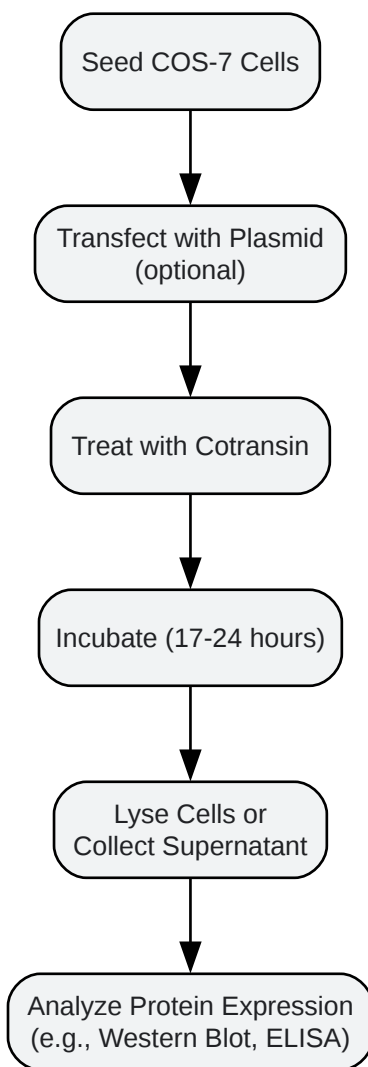 Seed COS-7 Cells
Transfect with Plasmid
(optional)
Treat with Cotransin
Incubate (17-24 hours)
Lyse Cells or
Collect Supernatant
Analyze Protein Expression
(e.g., Western Blot, ELISA)